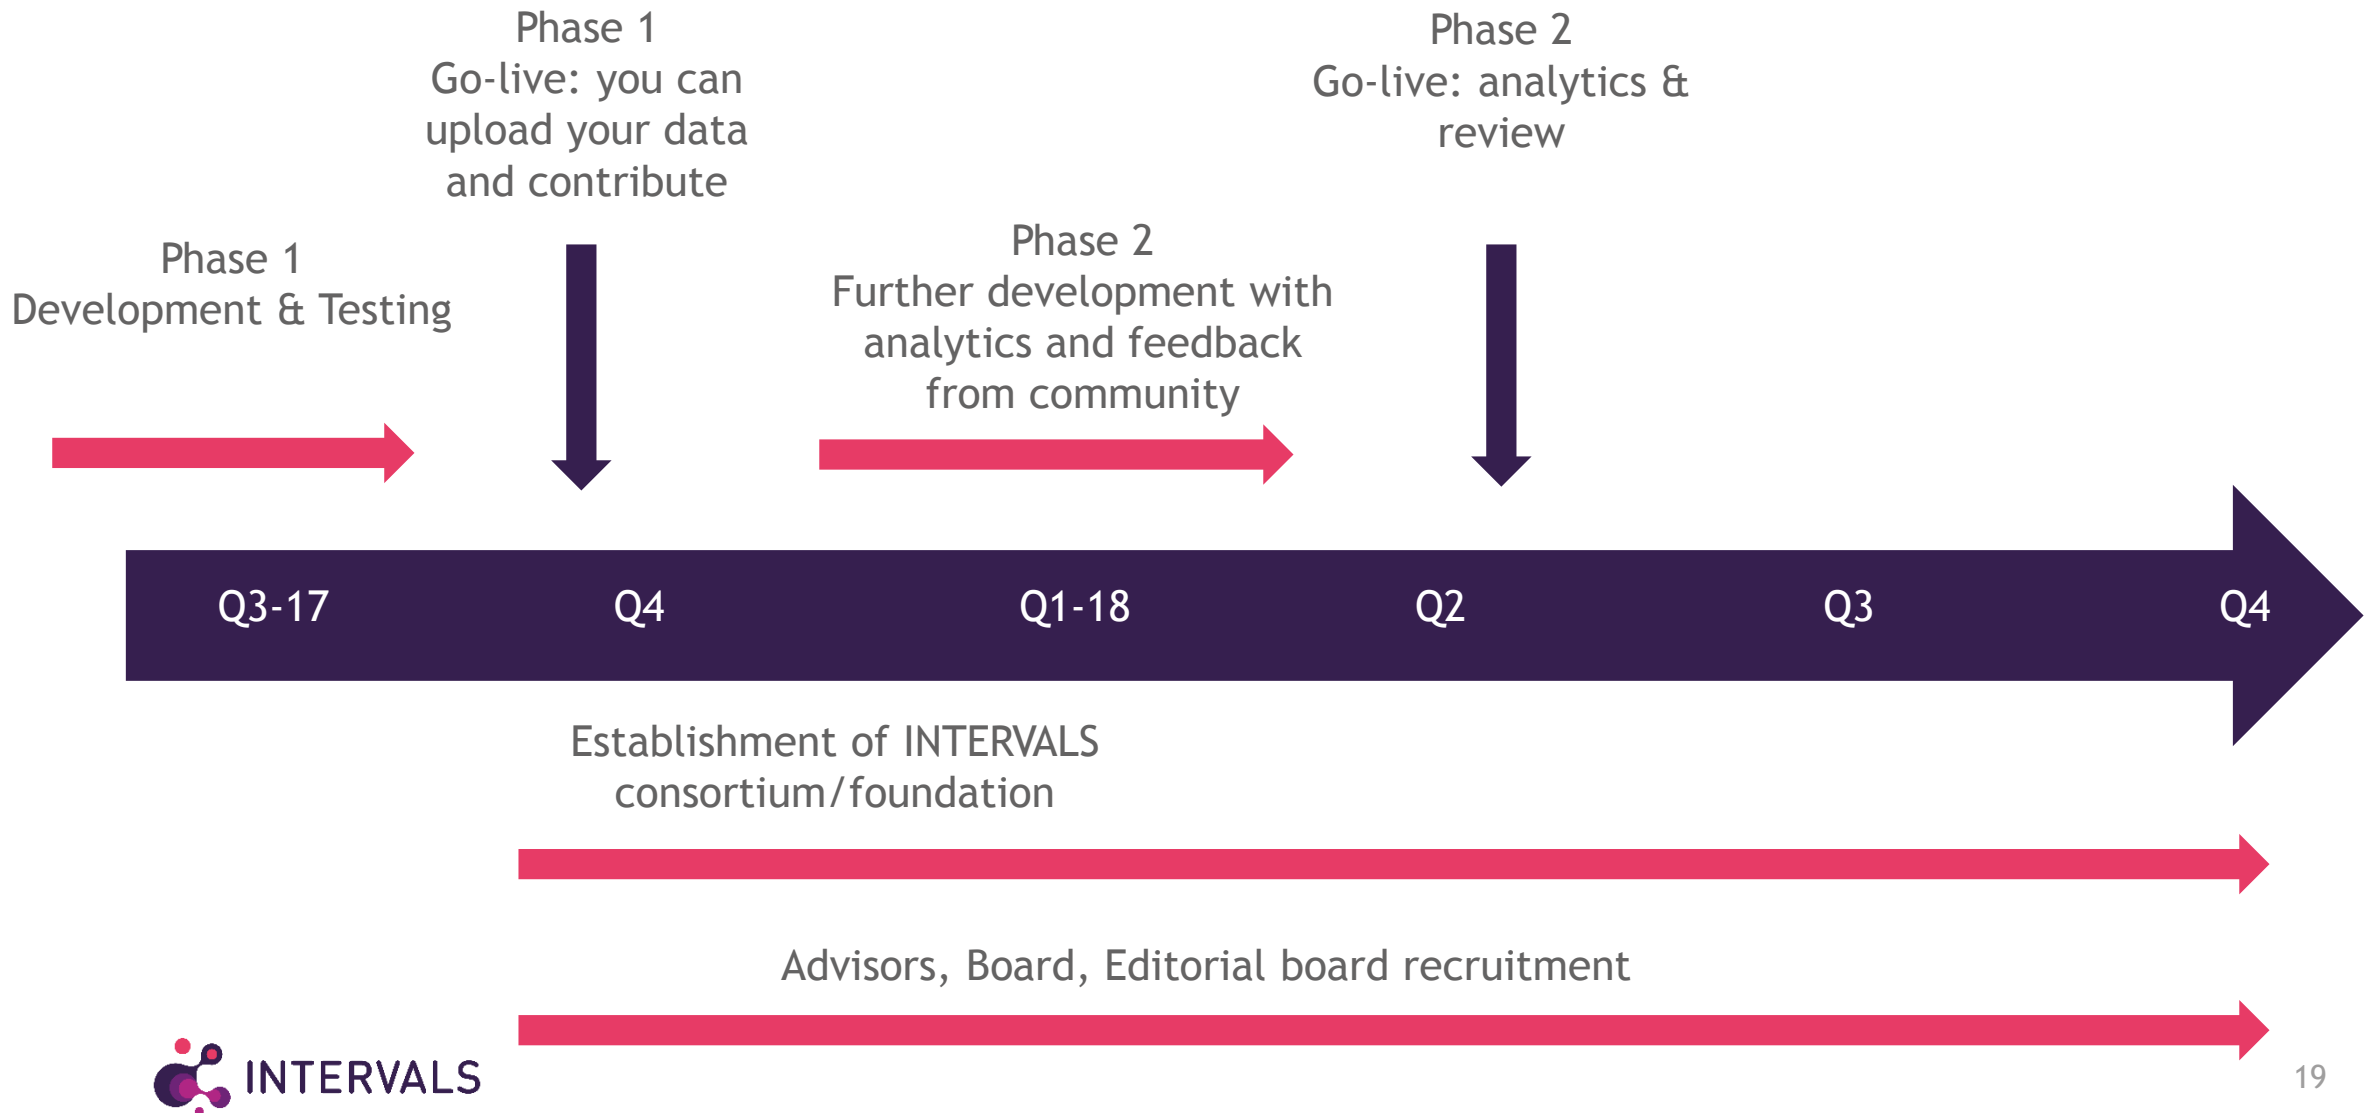 Phase 1
Go-live: you can
upload your data
and contribute
Phase 2
Go-live: analytics &
review
Phase 1
Development & Testing
Phase 2
Further development with
analytics and feedback
from community
Q3-17
Q4
Q1-18
Q2
Q3
Q4
Establishment of INTERVALS
consortium/foundation
Advisors, Board, Editorial board recruitment
INTERVALS
19